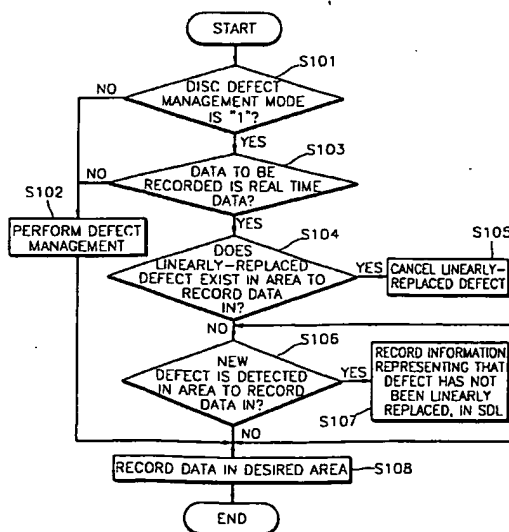 START
S101
NO
DISC DEFECT
MANAGEMENT MODE
IS "1"?
YES
S103
NO
DATA TO BE
RECORDED IS REAL TIME
DATA?
S102
YES
PERFORM DEFECT
MANAGEMENT
S104
DOES
LINEARLY-REPLACED
DEFECT EXIST IN AREA TO
RECORD DATA
IN?
YES
S105
CANCEL LINEARLY-
REPLACED DEFECT
NO
S106
NEW
DEFECT IS DETECTED
IN AREA TO RECORD
DATA IN?
YES
RECORD INFORMATION
REPRESENTING THAT
DEFECT HAS NOT
BEEN LINEARLY
REPLACED, IN SDL
S107
NO
RECORD DATA IN DESIRED AREA
S108
END